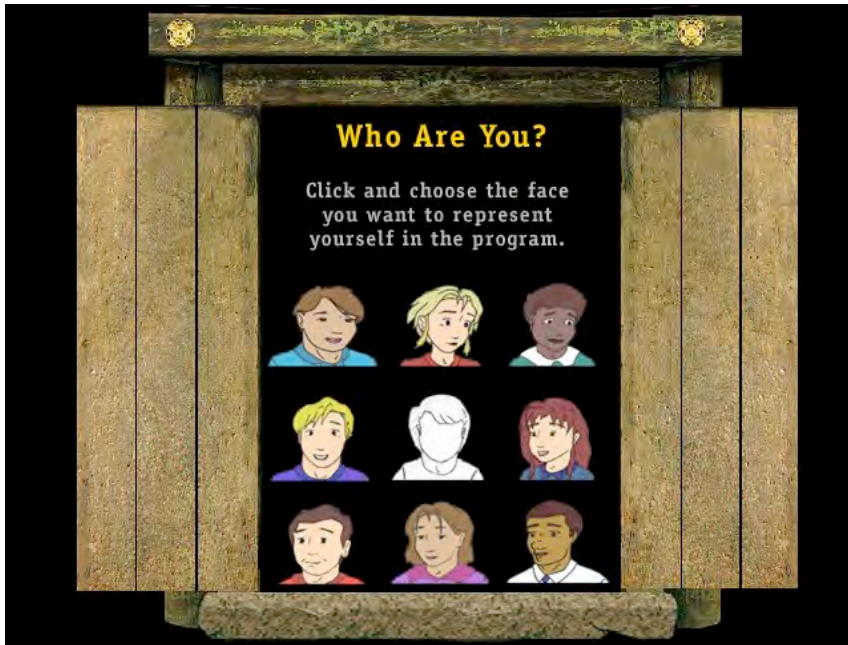 Who Are You?
Click and choose the face
you want to represent
yourself in the program.